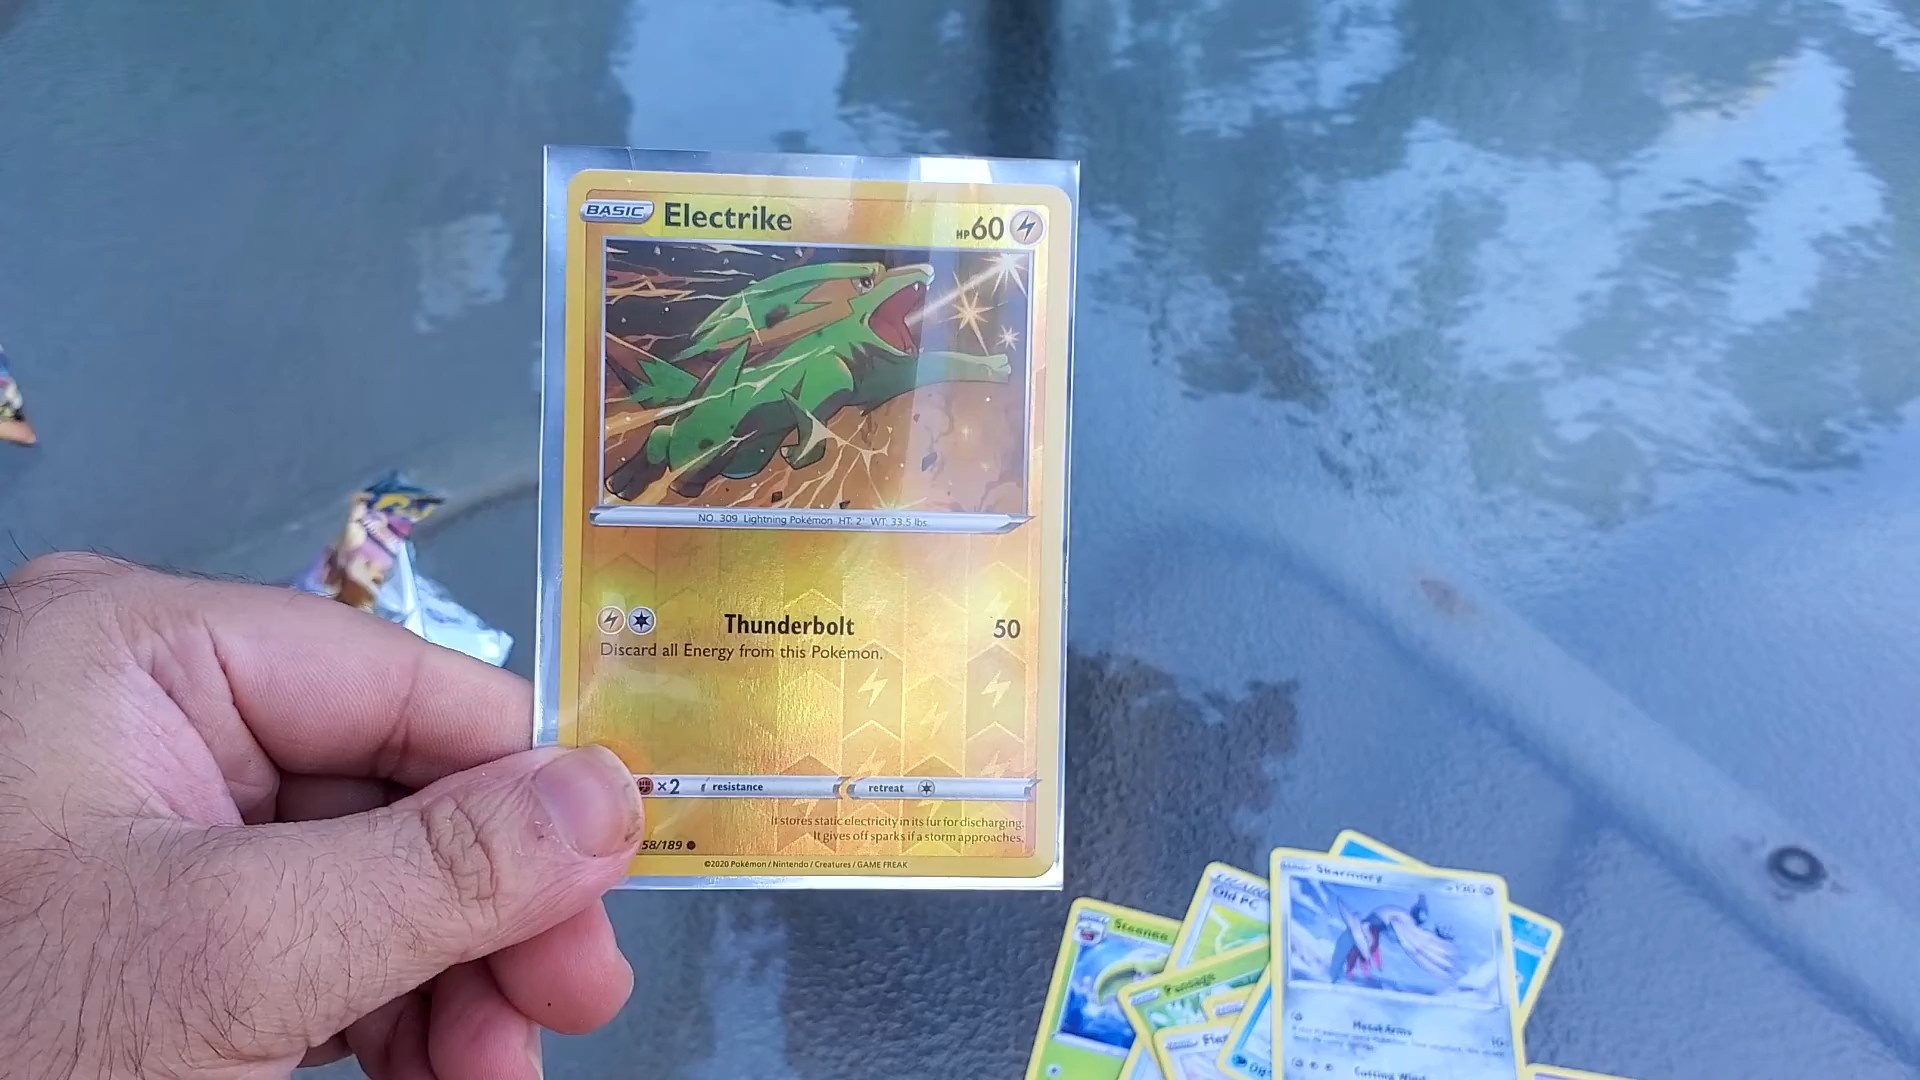 BASIC Electrike HP 60
NO. 309 Lightning Pokémon HT. 2' WT. 33.5 lbs.
Thunderbolt 50
Discard all Energy from this Pokémon.
×2 resistance retreat
It stores static electricity in its fur for discharging.
It gives off sparks if a storm approaches.
58/189
©2020 Pokémon / Nintendo / Creatures / GAME FREAK
Skarmory
Old PC
Steenee
Metal Arms
Cutting Wind